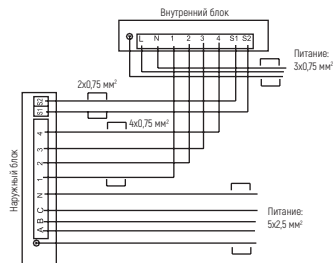 Внутренний блок
L N 1 2 3 4 S1 S2
Питание:
3x0,75 мм²
2x0,75 мм²
4x0,75 мм²
Наружный блок
S2
S1
4
3
2
1
N
C
B
A
Питание:
5x2,5 мм²